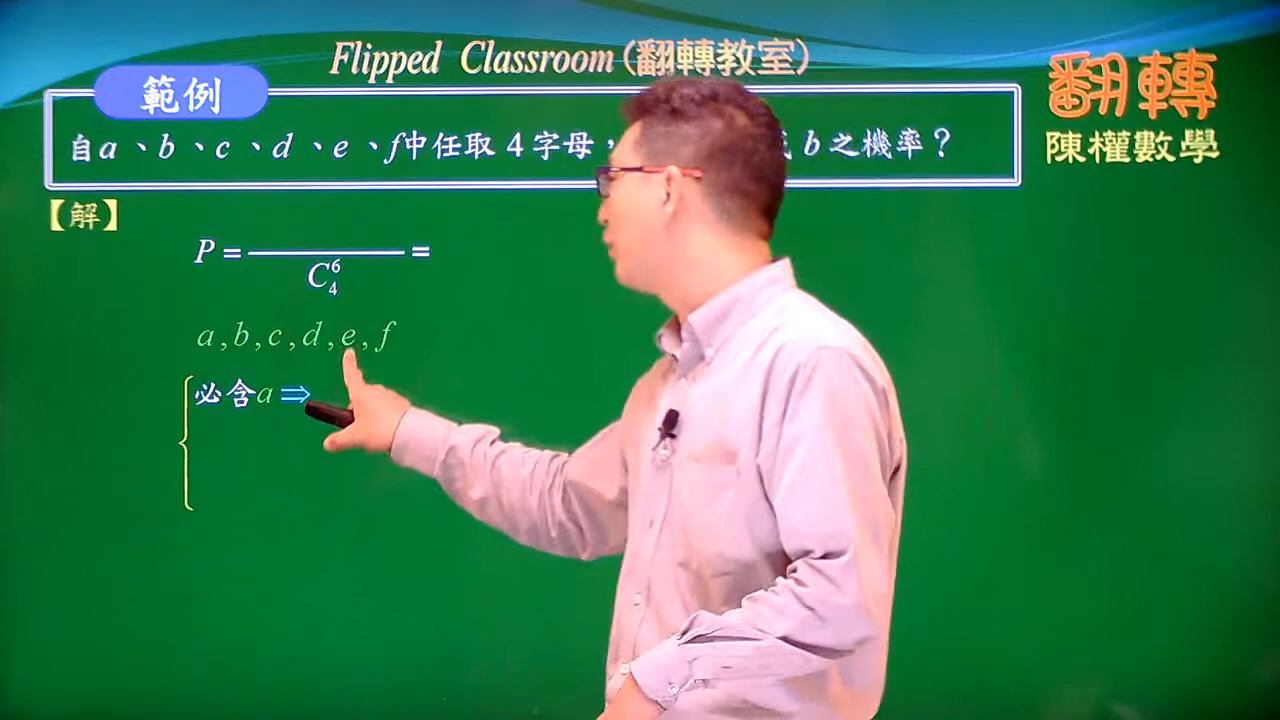 Flipped Classroom (翻轉教室)
翻轉
陳權數學
範例
自a、b、c、d、e、f中任取4字母，
b之機率？
【解】
P = ― =
C⁶₄
a,b,c,d,e,f
必含a⇒